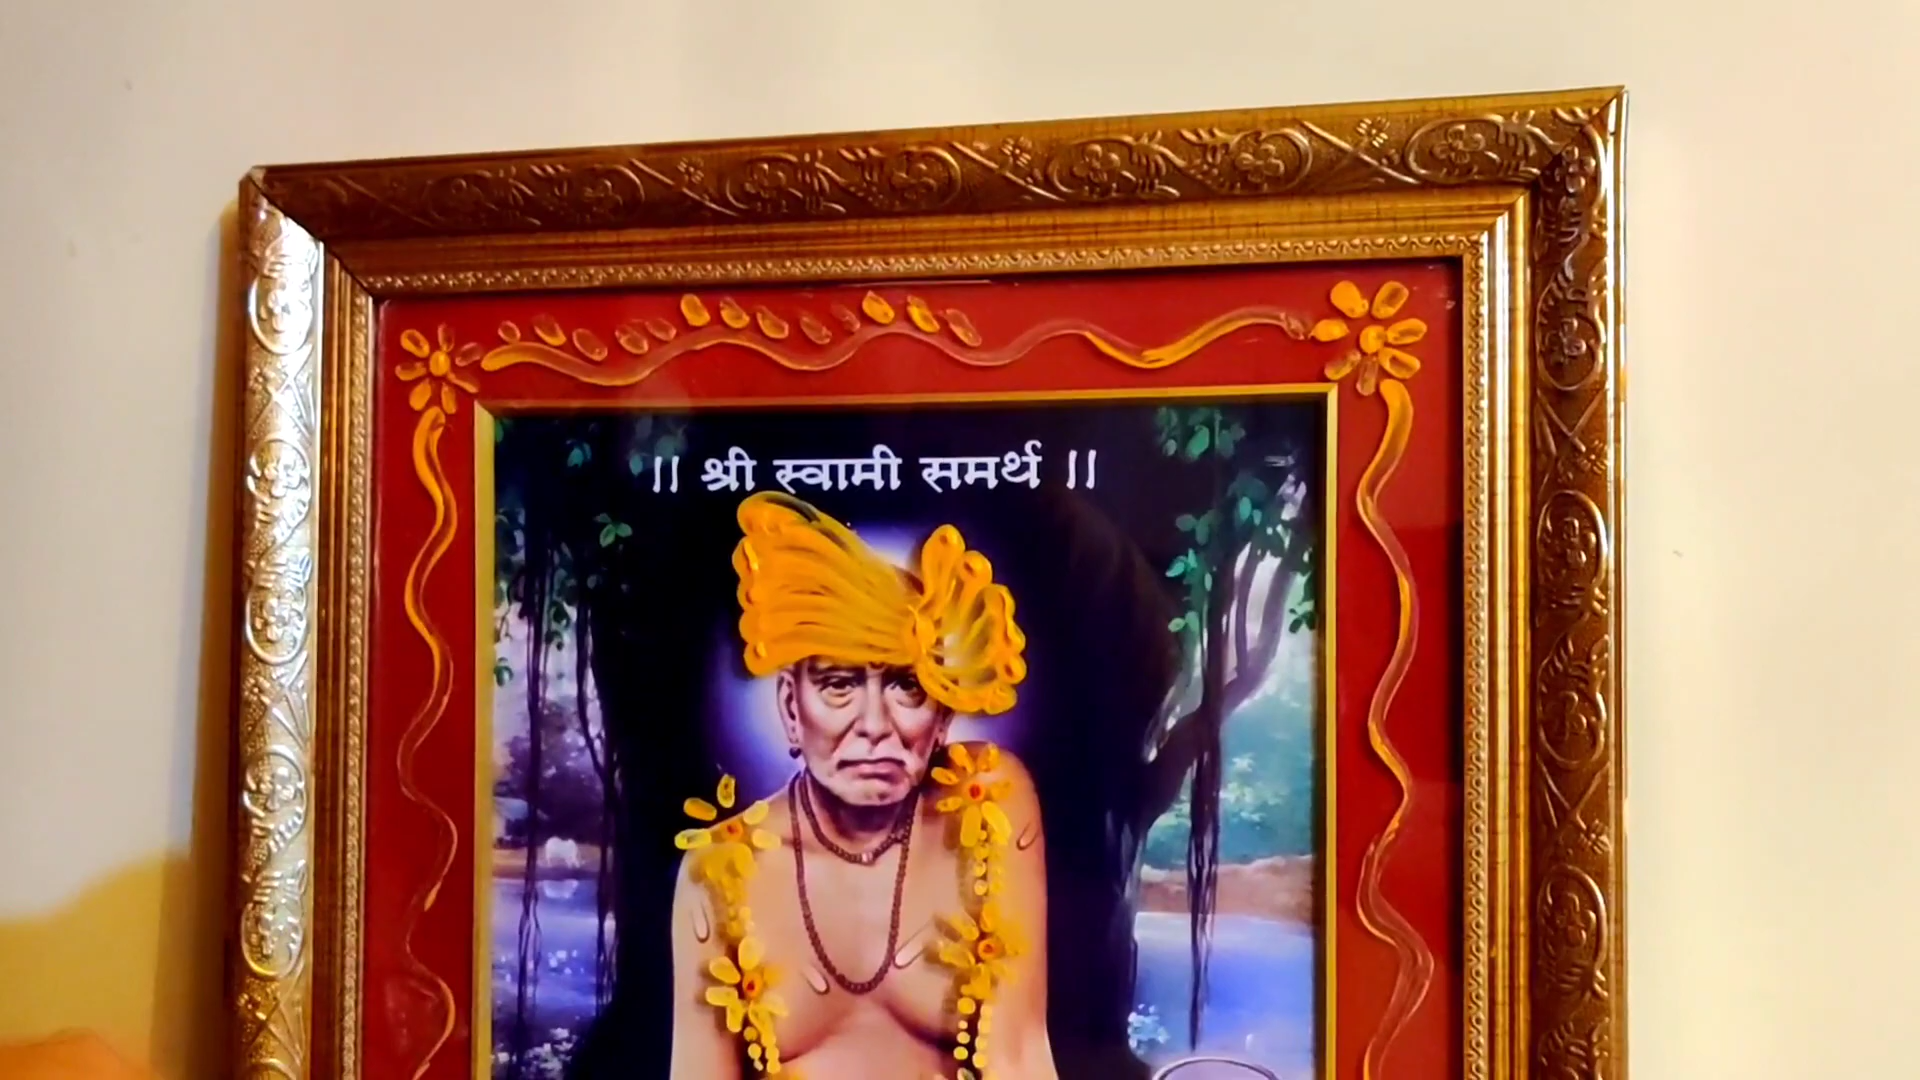 ॥ श्री स्वामी समर्थ ॥